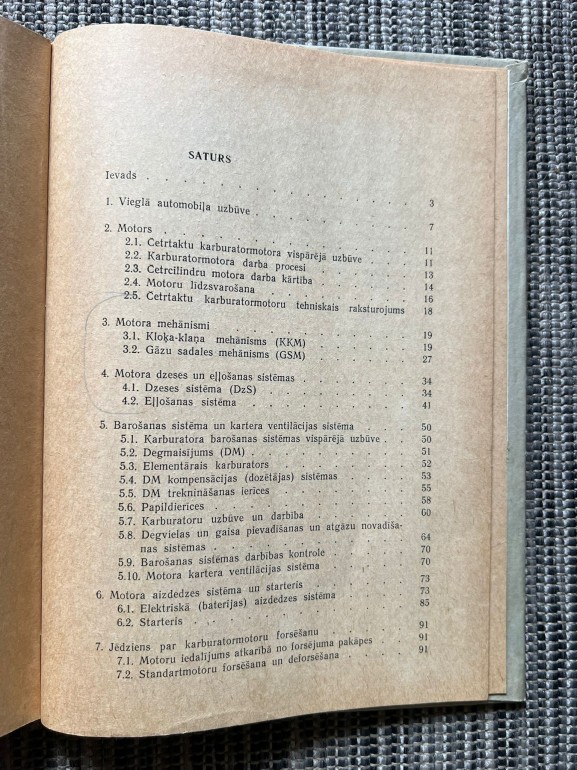 SATURS
Ievads . . . . . . . . . . 3
1. Vieglā automobiļa uzbūve . . . . . . . 7
2. Motors . . . . . . . . . . 11
2.1. Četrtaktu karburatormotora vispārējā uzbūve . . 11
2.2. Karburatormotora darba procesi . . . . . 13
2.3. Četrcilindru motora darba kārtība . . . . 14
2.4. Motoru līdzsvarošana . . . . . . 16
2.5. Četrtaktu karburatormotoru tehniskais raksturojums 18
3. Motora mehānismi . . . . . . . . 19
3.1. Kloķa-klaņa mehānisms (KKM) . . . . . 19
3.2. Gāzu sadales mehānisms (GSM) . . . . . 27
4. Motora dzeses un eļļošanas sistēmas . . . . . 34
4.1. Dzeses sistēma (DzS) . . . . . . 34
4.2. Eļļošanas sistēma . . . . . . . 41
5. Barošanas sistēma un kartera ventilācijas sistēma . . . 50
5.1. Karburatora barošanas sistēmas vispārējā uzbūve . . 50
5.2. Degmaisījums (DM) . . . . . . 51
5.3. Elementārais karburators . . . . . . 52
5.4. DM kompensācijas (dozētājas) sistēmas . . . 53
5.5. DM treknināšanas ierīces . . . . . . 55
5.6. Papildierīces . . . . . . . . 58
5.7. Karburatoru uzbūve un darbība . . . . . 60
5.8. Degvielas un gaisa pievadīšanas un atgāzu novadīša-
nas sistēmas . . . . . . . . 64
5.9. Barošanas sistēmas darbības kontrole . . . . 70
5.10. Motora kartera ventilācijas sistēma . . . . 70
6. Motora aizdedzes sistēma un starteris . . . . . 73
6.1. Elektriskā (baterijas) aizdedzes sistēma . . . . 73
6.2. Starteris . . . . . . . . 85
7. Jēdziens par karburatormotoru forsēšanu . . . . 91
7.1. Motoru iedalījums atkarībā no forsējuma pakāpes . . 91
7.2. Standartmotoru forsēšana un deforsēšana . . . . 91